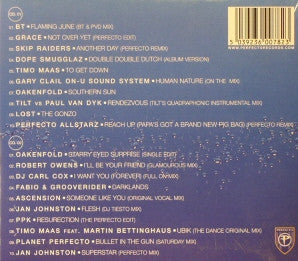 CD. 01
01. BT • FLAMING JUNE (BT & PVD MIX)
02. GRACE • NOT OVER YET (PERFECTO EDIT)
03. SKIP RAIDERS • ANOTHER DAY (PERFECTO REMIX)
04. DOPE SMUGGLAZ • DOUBLE DOUBLE DUTCH (ALBUM VERSION)
05. TIMO MAAS • TO GET DOWN
06. GARY CLAIL ON-U SOUND SYSTEM • HUMAN NATURE (ON THE MIX)
07. OAKENFOLD • SOUTHERN SUN
08. TILT vs PAUL VAN DYK • RENDEZVOUS (TILT'S QUADRAPHONIC INSTRUMENTAL MIX)
09. LOST • THE GONZO
10. PERFECTO ALLSTARZ • REACH UP (PAPA'S GOT A BRAND NEW PIG BAG) (PERFECTO REMIX)
CD. 02
01. OAKENFOLD • STARRY EYED SURPRISE (SINGLE EDIT)
02. ROBERT OWENS • I'LL BE YOUR FRIEND (GLAMOUROUS MIX)
03. DJ CARL COX • I WANT YOU (FOREVER) (FULL ON MIX)
04. FABIO & GROOVERIDER • DARKLANDS
05. ASCENSION • SOMEONE LIKE YOU (ORIGINAL VOCAL MIX)
06. JAN JOHNSTON • FLESH (DJ TIESTO MIX)
07. PPK • RESURECTION (THE PERFECTO EDIT)
08. TIMO MAAS FEAT. MARTIN BETTINGHAUS • UBIK (THE DANCE ORIGINAL MIX)
09. PLANET PERFECTO • BULLET IN THE GUN (SATURDAY MIX)
10. JAN JOHNSTON • SUPERSTAR (PERFECTO MIX)
WWW.PERFECTORECORDS.COM
PERFECTO